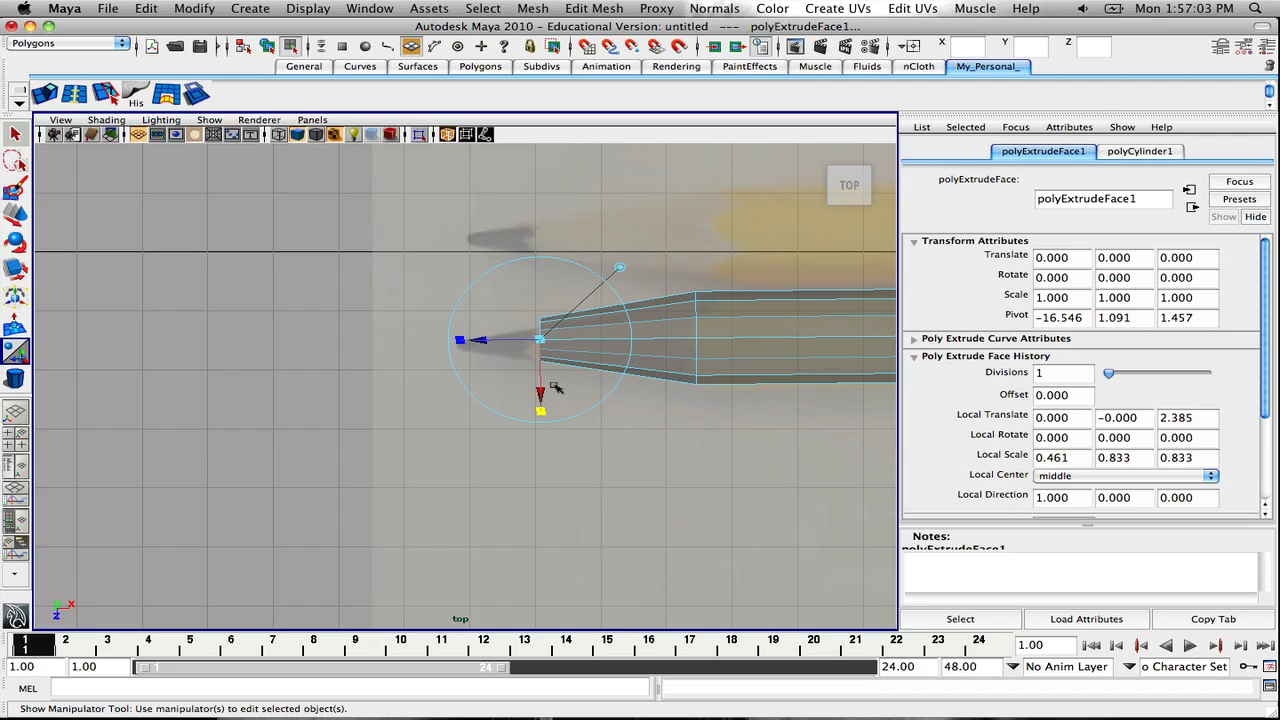 Maya File Edit Modify Create Display Window Assets Select Mesh Edit Mesh Proxy Normals Color Create UVs Edit UVs Muscle Help Mon 1:57:03 PM
Autodesk Maya 2010 - Educational Version: untitled --- polyExtrudeFace1...
Polygons X Y Z
General Curves Surfaces Polygons Subdivs Animation Rendering PaintEffects Muscle Fluids nCloth My_Personal_
His
View Shading Lighting Show Renderer Panels
List Selected Focus Attributes Show Help
polyExtrudeFace1 polyCylinder1
polyExtrudeFace: polyExtrudeFace1
Focus
Presets
Show Hide
TOP
Transform Attributes
Translate 0.000 0.000 0.000
Rotate 0.000 0.000 0.000
Scale 1.000 1.000 1.000
Pivot -16.546 1.091 1.457
Poly Extrude Curve Attributes
Poly Extrude Face History
Divisions 1
Offset 0.000
Local Translate 0.000 -0.000 2.385
Local Rotate 0.000 0.000 0.000
Local Scale 0.461 0.833 0.833
Local Center middle
Local Direction 1.000 0.000 0.000
Notes:
polyExtrudeFace1
x
z
top
Select Load Attributes Copy Tab
1 2 3 4 5 6 7 8 9 10 11 12 13 14 15 16 17 18 19 20 21 22 23 24 1.00
1
1.00 1.00 1 24 24.00 48.00 No Anim Layer o Character Set
MEL
Show Manipulator Tool: Use manipulator(s) to edit selected object(s).